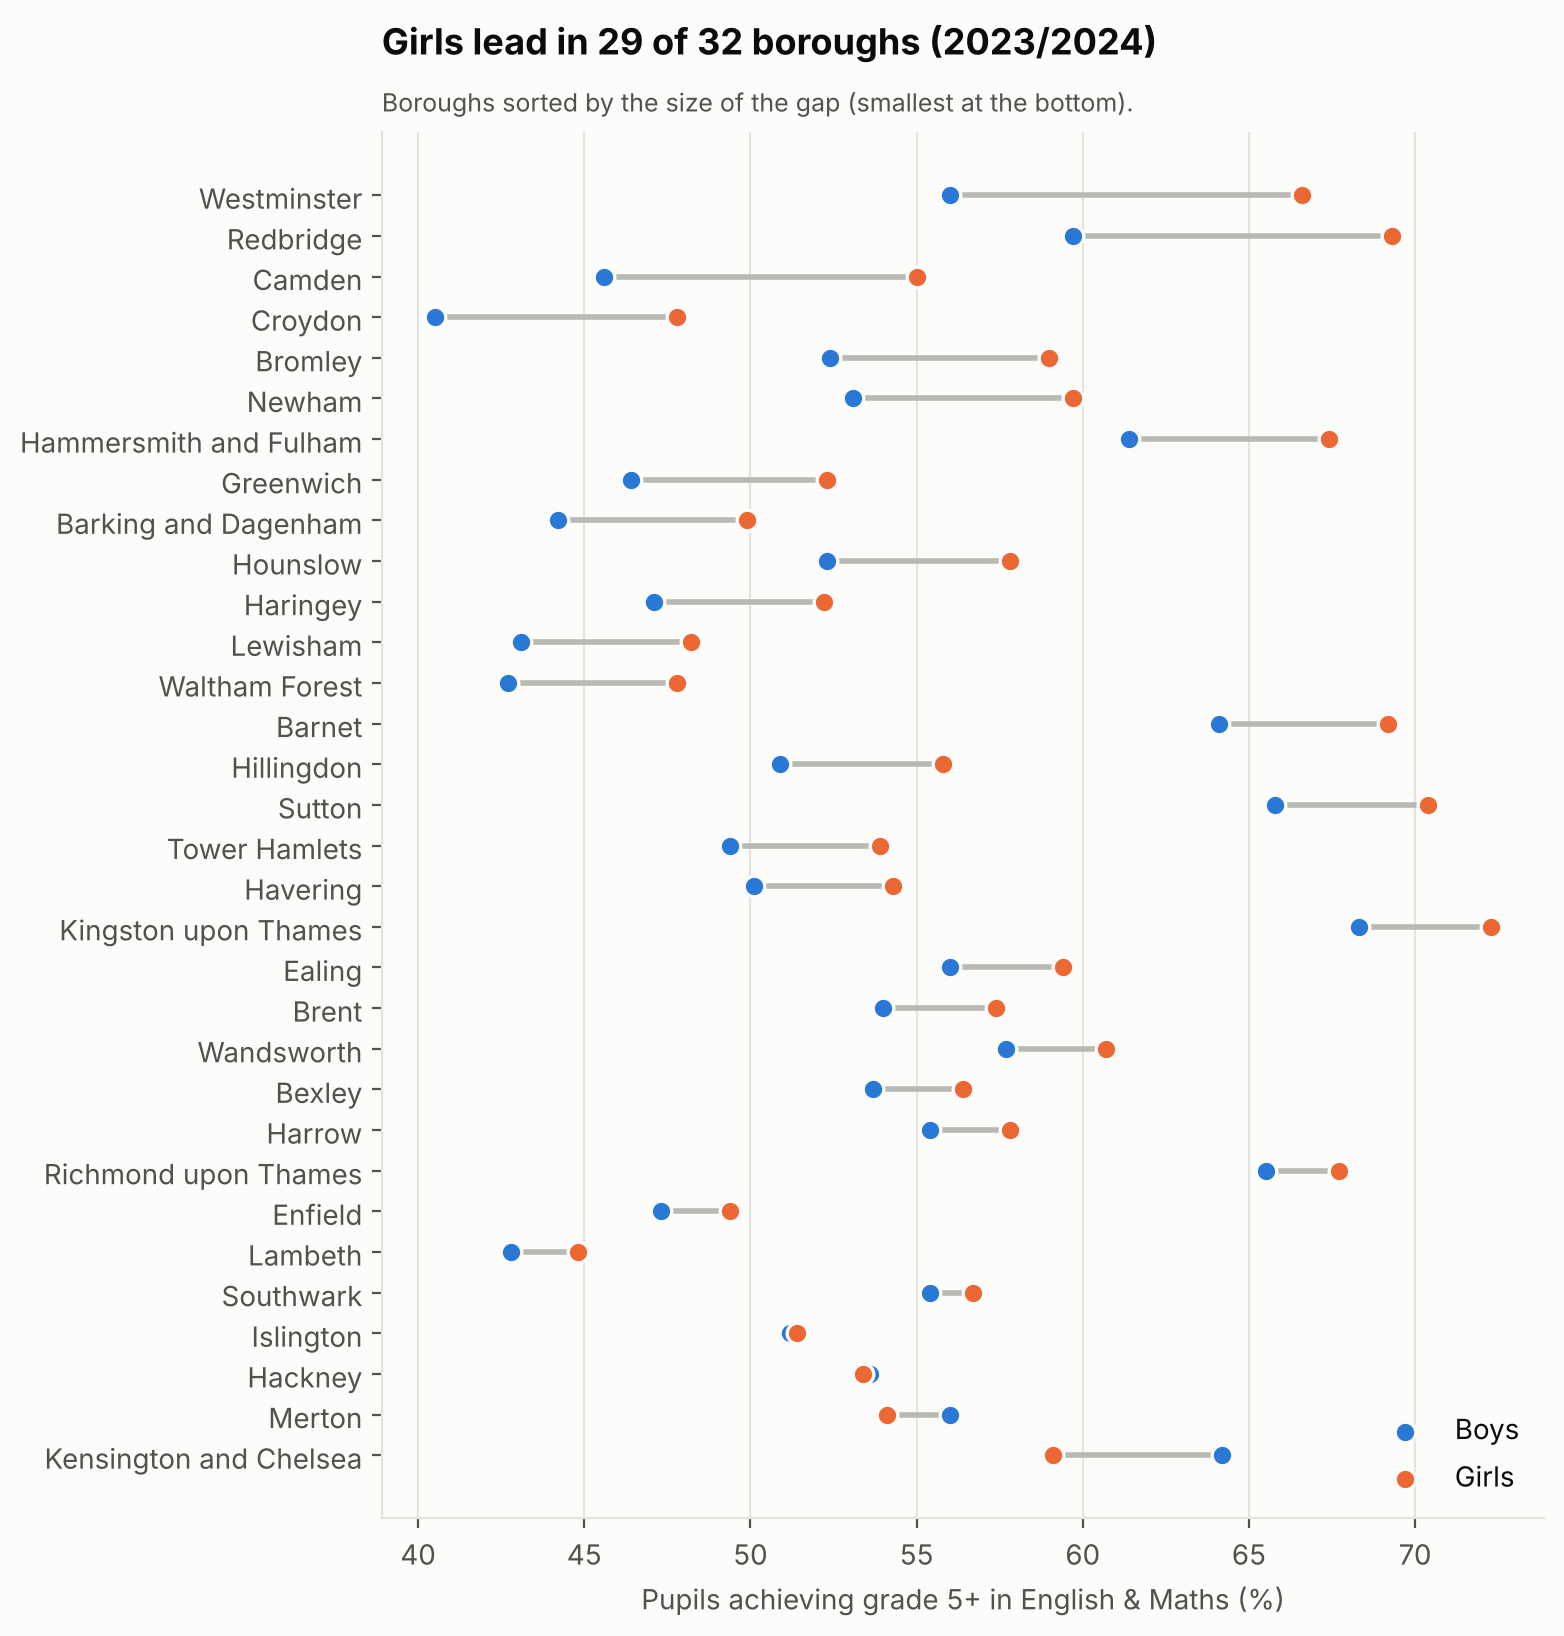 Girls lead in 29 of 32 boroughs (2023/2024)
Boroughs sorted by the size of the gap (smallest at the bottom).
Westminster
Redbridge
Camden
Croydon
Bromley
Newham
Hammersmith and Fulham
Greenwich
Barking and Dagenham
Hounslow
Haringey
Lewisham
Waltham Forest
Barnet
Hillingdon
Sutton
Tower Hamlets
Havering
Kingston upon Thames
Ealing
Brent
Wandsworth
Bexley
Harrow
Richmond upon Thames
Enfield
Lambeth
Southwark
Islington
Hackney
Merton
Kensington and Chelsea
Boys
Girls
40 45 50 55 60 65 70
Pupils achieving grade 5+ in English & Maths (%)